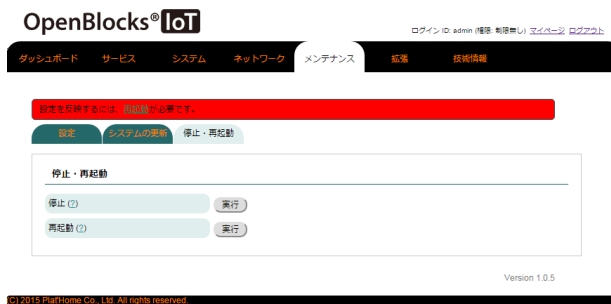 OpenBlocks® IoT
ログイン ID: admin (権限: 制限無し) マイページ ログアウト
ダッシュボード サービス システム ネットワーク メンテナンス 拡張 技術情報
設定を反映するには、再起動が必要です。
設定 システムの更新 停止・再起動
停止・再起動
停止 (?) 実行
再起動 (?) 実行
Version 1.0.5
(C) 2015 Plat'Home Co., Ltd. All rights reserved.